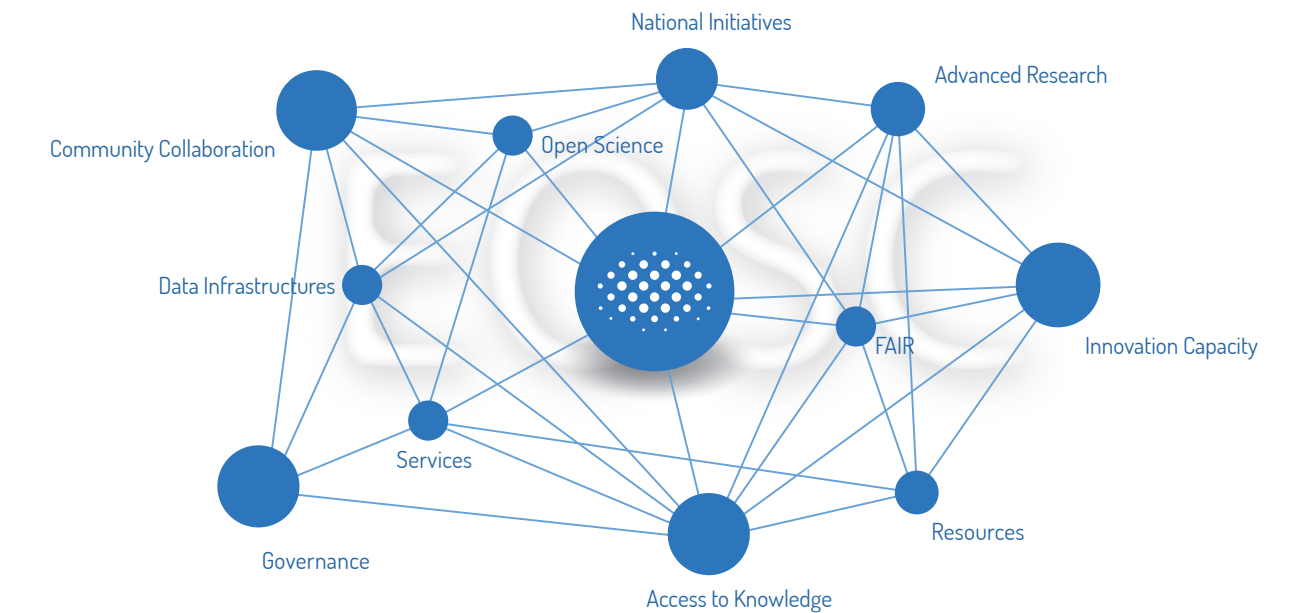 National Initiatives
Advanced Research
Community Collaboration
Open Science
EOSC
Data Infrastructures
FAIR
Innovation Capacity
Services
Resources
Governance
Access to Knowledge